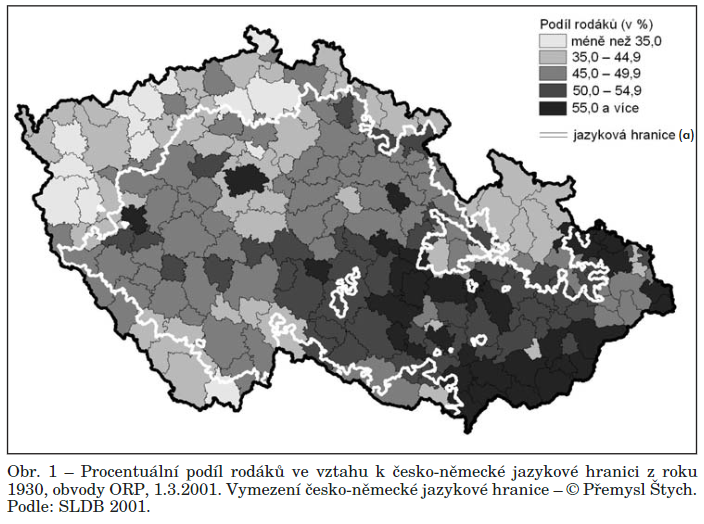 Podíl rodáků (v %)
méně než 35,0
35,0 – 44,9
45,0 – 49,9
50,0 – 54,9
55,0 a více
jazyková hranice (α)
Obr. 1 – Procentuální podíl rodáků ve vztahu k česko-německé jazykové hranici z roku
1930, obvody ORP, 1.3.2001. Vymezení česko-německé jazykové hranice – © Přemysl Štych.
Podle: SLDB 2001.